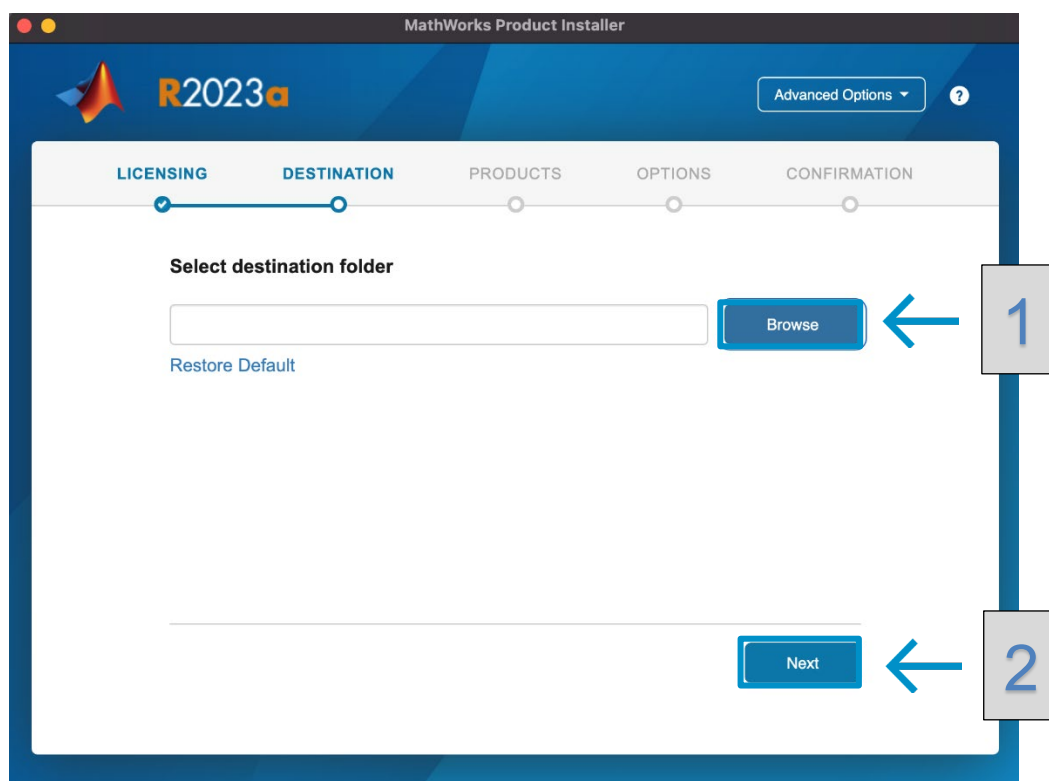 MathWorks Product Installer
R2023a
Advanced Options
?
LICENSING DESTINATION PRODUCTS OPTIONS CONFIRMATION
Select destination folder
Browse
1
Restore Default
Next
2